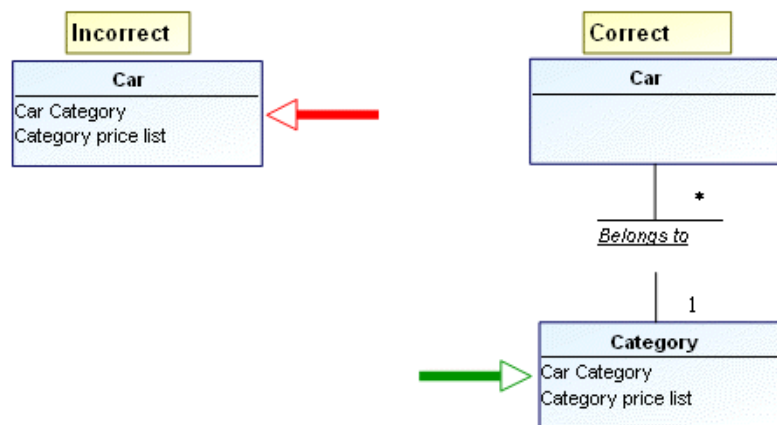 Incorrect
Car
Car Category
Category price list
Correct
Car
*
Belongs to
1
Category
Car Category
Category price list